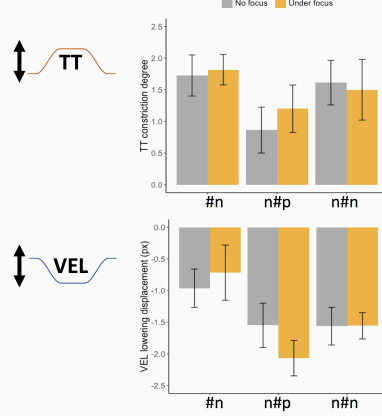 No focus Under focus
TT
TT constriction degree
2.5
2.0
1.5
1.0
0.5
0.0
#n n#p n#n
VEL
VEL lowering displacement (px)
0.0
-0.5
-1.0
-1.5
-2.0
-2.5
#n n#p n#n